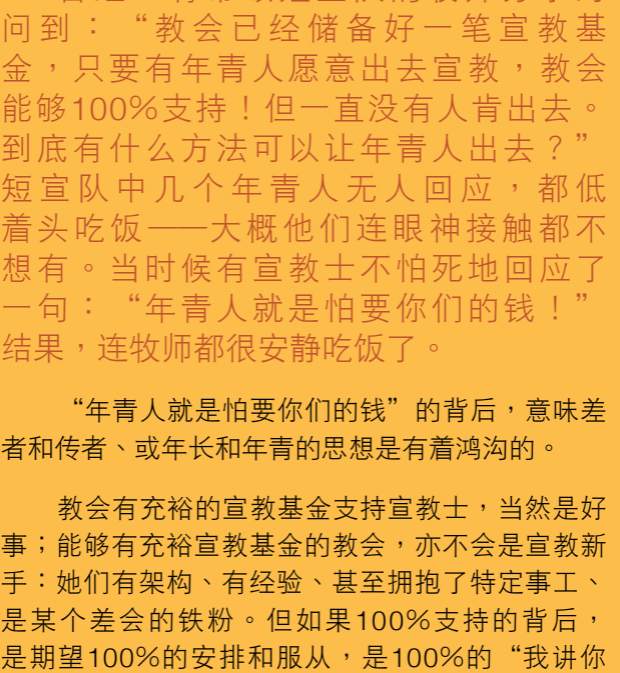 问到：“教会已经储备好一笔宣教基
金，只要有年青人愿意出去宣教，教会
能够100%支持！但一直没有人肯出去。
到底有什么方法可以让年青人出去？”
短宣队中几个年青人无人回应，都低
着头吃饭——大概他们连眼神接触都不
想有。当时候有宣教士不怕死地回应了
一句：“年青人就是怕要你们的钱！”
结果，连牧师都很安静吃饭了。
“年青人就是怕要你们的钱”的背后，意味差
者和传者、或年长和年青的思想是有着鸿沟的。
教会有充裕的宣教基金支持宣教士，当然是好
事；能够有充裕宣教基金的教会，亦不会是宣教新
手：她们有架构、有经验、甚至拥抱了特定事工、
是某个差会的铁粉。但如果100%支持的背后，
是期望100%的安排和服从，是100%的“我讲你